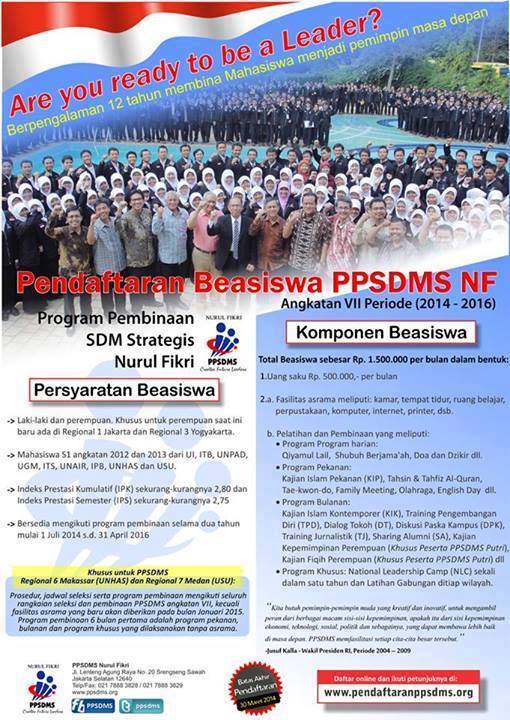 Are you ready to be a Leader?
Berpengalaman 12 tahun membina Mahasiswa menjadi pemimpin masa depan
Pendaftaran Beasiswa PPSDMS NF
Angkatan VII Periode (2014 - 2016)
Program Pembinaan
SDM Strategis
Nurul Fikri
NURUL FIKRI
PPSDMS
Creative Future Leaders
Persyaratan Beasiswa
-> Laki-laki dan perempuan. Khusus untuk perempuan saat ini
baru ada di Regional 1 Jakarta dan Regional 3 Yogyakarta.
-> Mahasiswa S1 angkatan 2012 dan 2013 dari UI, ITB, UNPAD,
UGM, ITS, UNAIR, IPB, UNHAS dan USU.
-> Indeks Prestasi Kumulatif (IPK) sekurang-kurangnya 2,80 dan
Indeks Prestasi Semester (IPS) sekurang-kurangnya 2,75
-> Bersedia mengikuti program pembinaan selama dua tahun
mulai 1 Juli 2014 s.d. 31 April 2016
Khusus untuk PPSDMS
Regional 6 Makassar (UNHAS) dan Regional 7 Medan (USU):
Prosedur, jadwal seleksi serta program pembinaan mengikuti seluruh
rangkaian seleksi dan pembinaan PPSDMS angkatan VII, kecuali
fasilitas asrama yang baru akan diberikan pada bulan Januari 2015.
Program pembinaan 6 bulan pertama adalah program pekanan,
bulanan dan program khusus yang dilaksanakan tanpa asrama.
Komponen Beasiswa
Total Beasiswa sebesar Rp. 1.500.000 per bulan dalam bentuk:
1.Uang saku Rp. 500.000,- per bulan
2.a. Fasilitas asrama meliputi: kamar, tempat tidur, ruang belajar,
perpustakaan, komputer, internet, printer, dsb.
b. Pelatihan dan Pembinaan yang meliputi:
• Program Program harian:
Qiyamul Lail, Shubuh Berjama'ah, Doa dan Dzikir dll.
• Program Pekanan:
Kajian Islam Pekanan (KIP), Tahsin & Tahfiz Al-Quran,
Tae-kwon-do, Family Meeting, Olahraga, English Day dll.
• Program Bulanan:
Kajian Islam Kontemporer (KIK), Training Pengembangan
Diri (TPD), Dialog Tokoh (DT), Diskusi Paska Kampus (DPK),
Training Jurnalistik (TJ), Sharing Alumni (SA), Kajian
Kepemimpinan Perempuan (Khusus Peserta PPSDMS Putri),
Kajian Fiqih Perempuan (Khusus Peserta PPSDMS Putri) dll
• Program Khusus: National Leadership Camp (NLC) sekali
dalam satu tahun dan Latihan Gabungan ditiap wilayah.
"Kita butuh pemimpin-pemimpin muda yang kreatif dan inovatif, untuk mengambil
peran dari berbagai macam sisi-sisi kepemimpinan, apakah itu dari sisi kepemimpinan
ekonomi, teknologi, sosial, politik dan sebagainya, yang dapat membawa lebih baik
di masa depan. PPSDMS memfasilitasi setiap cita-cita besar tersebut."
-Jusuf Kalla - Wakil Presiden RI, Periode 2004 – 2009
NURUL FIKRI
PPSDMS
Creative Future Leaders
PPSDMS Nurul Fikri
Jl. Lenteng Agung Raya No. 20 Srengseng Sawah
Jakarta Selatan 12640
Telp/Fax: 021 7888 3828 / 021 7888 3829
www.ppsdms.org
PPSDMS
PPSDMS
Batas Akhir
Pendaftaran
30 Maret 2014
Daftar online dan ikuti petunjuknya di:
www.pendaftaranppsdms.org